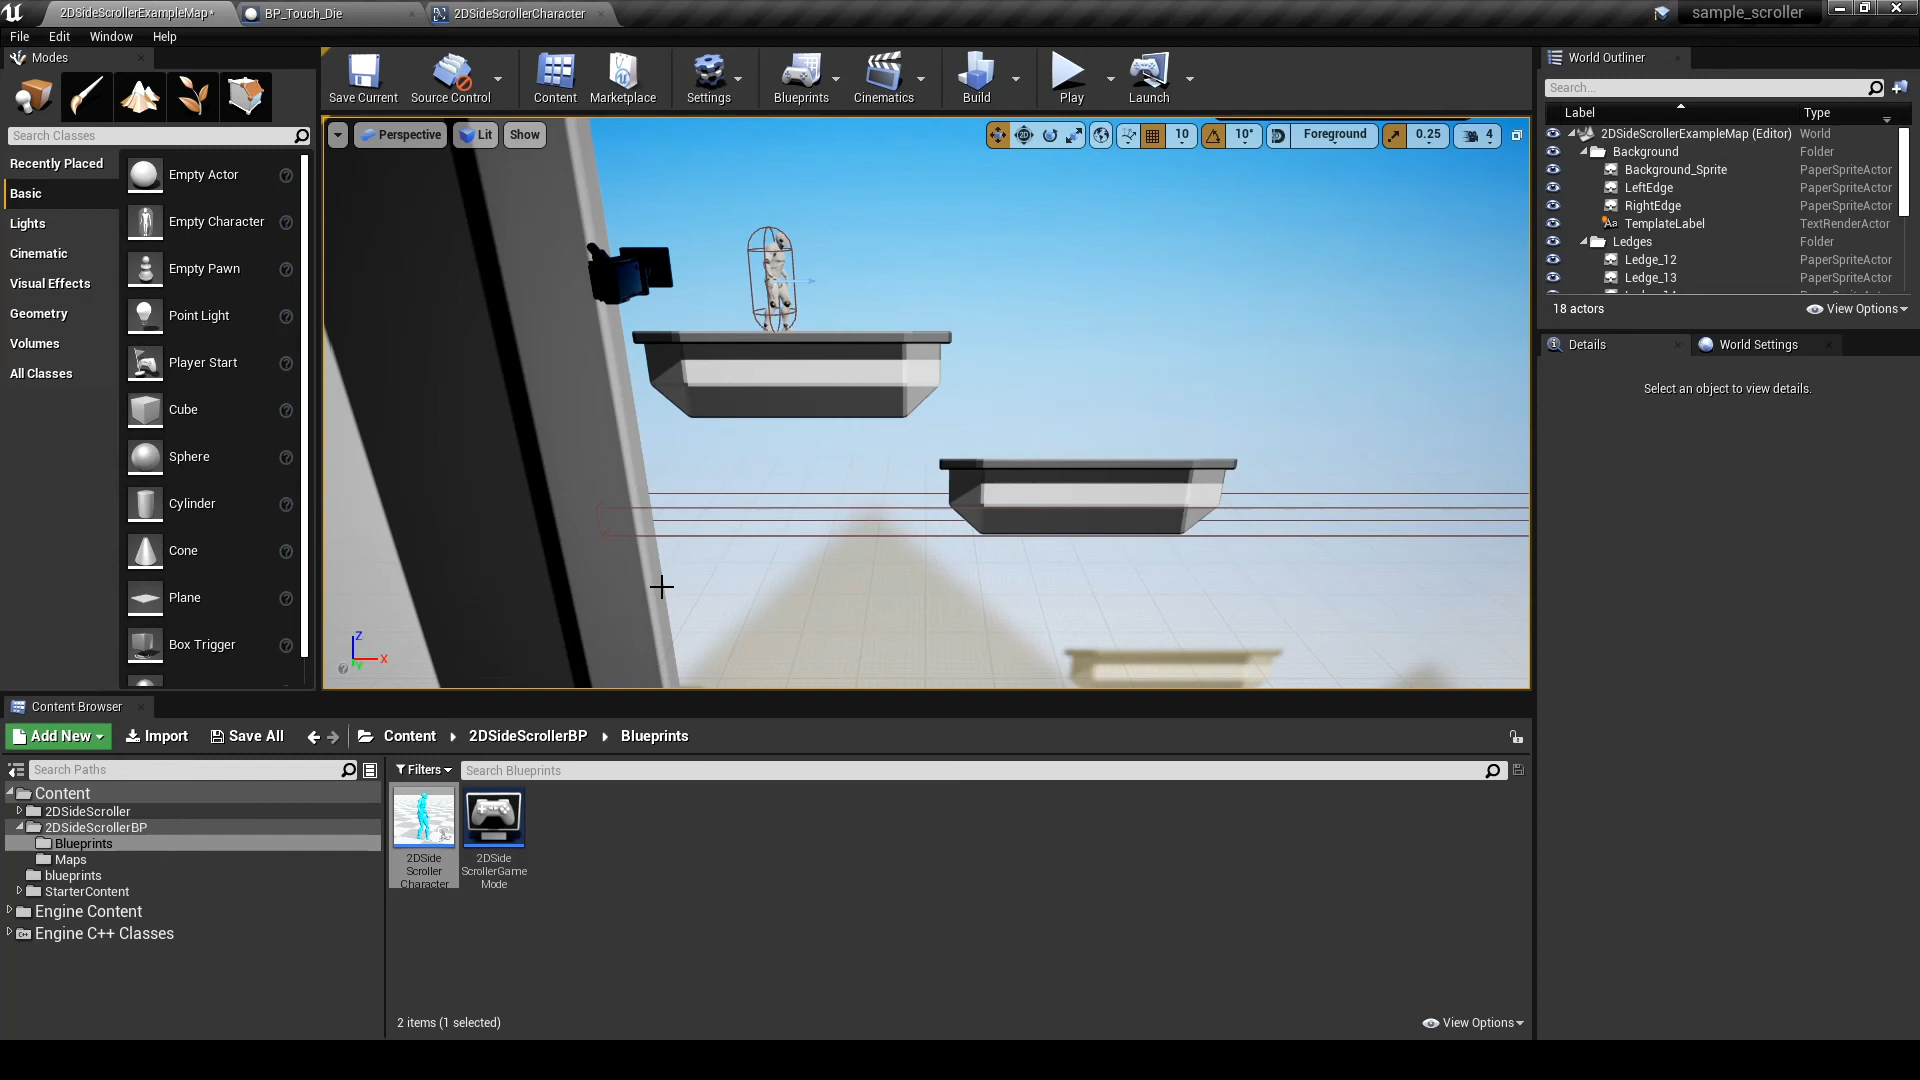 2DSideScrollerExampleMap*
BP_Touch_Die
2DSideScrollerCharacter
sample_scroller
File Edit Window Help
Modes
Search Classes
Recently Placed
Basic
Lights
Cinematic
Visual Effects
Geometry
Volumes
All Classes
Empty Actor
Empty Character
Empty Pawn
Point Light
Player Start
Cube
Sphere
Cylinder
Cone
Plane
Box Trigger
Save Current
Source Control
Content
Marketplace
Settings
Blueprints
Cinematics
Build
Play
Launch
Perspective
Lit
Show
10
10°
Foreground
0.25
4
Z
X
Y
World Outliner
Search...
Label Type
2DSideScrollerExampleMap (Editor) World
Background Folder
Background_Sprite PaperSpriteActor
LeftEdge PaperSpriteActor
RightEdge PaperSpriteActor
TemplateLabel TextRenderActor
Ledges Folder
Ledge_12 PaperSpriteActor
Ledge_13 PaperSpriteActor
18 actors
View Options
Details
World Settings
Select an object to view details.
Content Browser
Add New
Import
Save All
Content
2DSideScrollerBP
Blueprints
Search Paths
Filters
Search Blueprints
Content
2DSideScroller
2DSideScrollerBP
Blueprints
Maps
blueprints
StarterContent
Engine Content
Engine C++ Classes
2DSide
Scroller
Character
2DSide
ScrollerGame
Mode
2 items (1 selected)
View Options